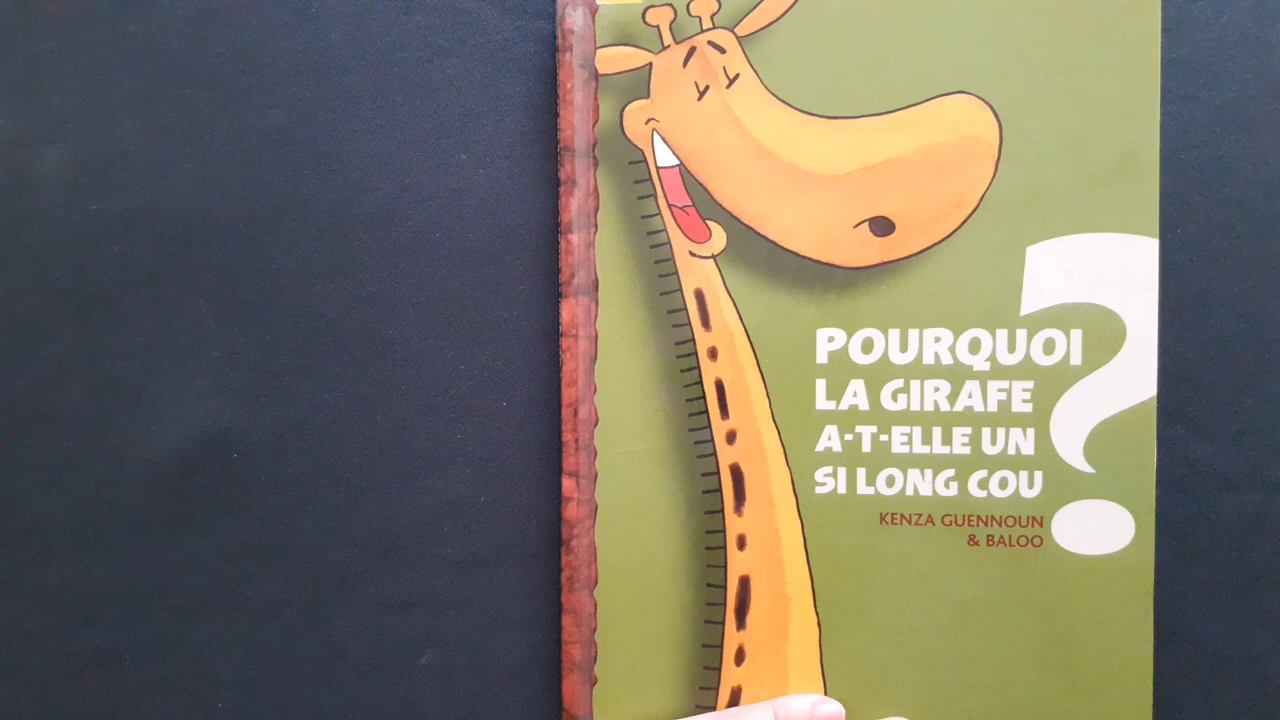 POURQUOI
LA GIRAFE
A-T-ELLE UN
SI LONG COU
?
KENZA GUENNOUN
& BALOO